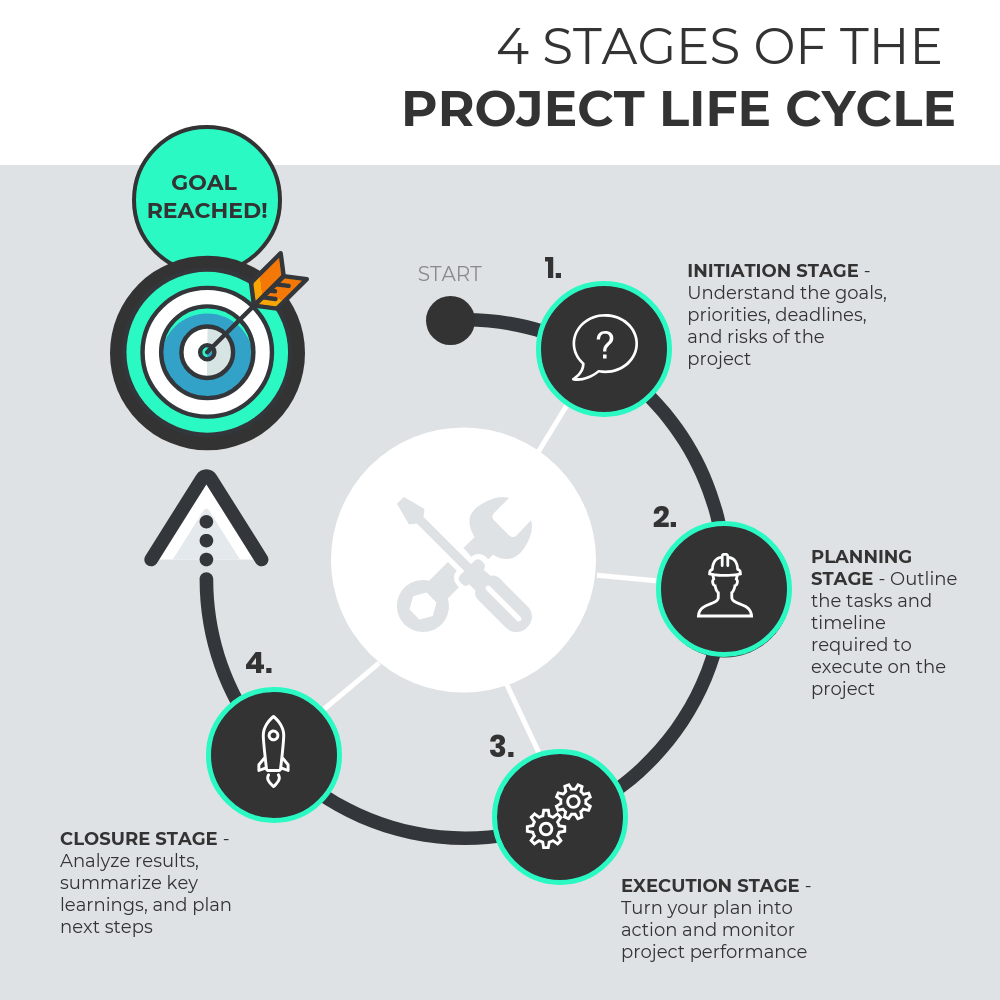 4 STAGES OF THE
PROJECT LIFE CYCLE
GOAL
REACHED!
START
1.
INITIATION STAGE -
Understand the goals,
priorities, deadlines,
and risks of the
project
?
2.
PLANNING
STAGE - Outline
the tasks and
timeline
required to
execute on the
project
3.
EXECUTION STAGE -
Turn your plan into
action and monitor
project performance
4.
CLOSURE STAGE -
Analyze results,
summarize key
learnings, and plan
next steps